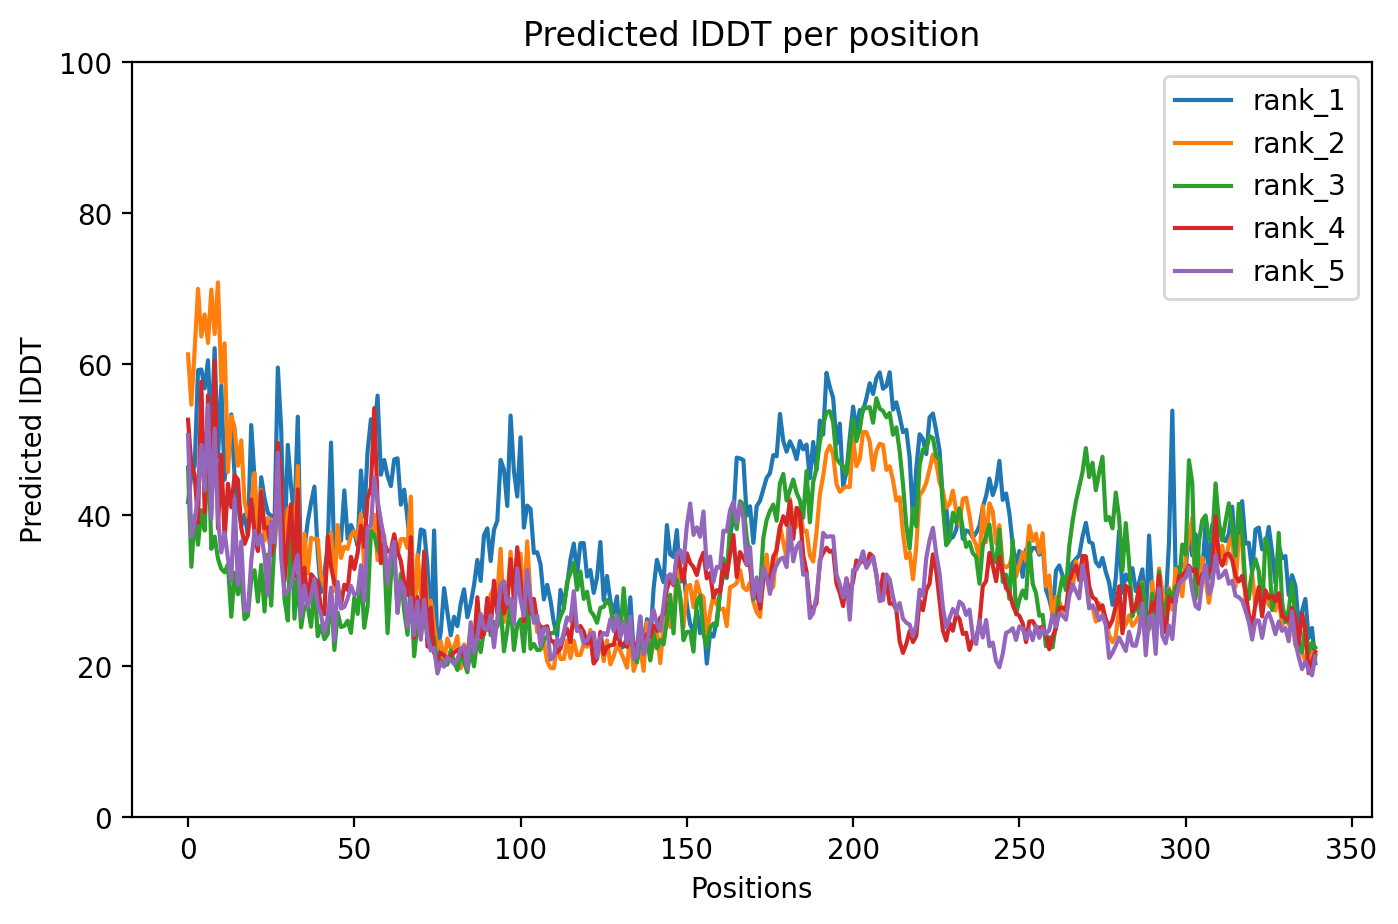 Predicted lDDT per position
100
80
60
40
20
0
Predicted lDDT
rank_1
rank_2
rank_3
rank_4
rank_5
0 50 100 150 200 250 300 350
Positions